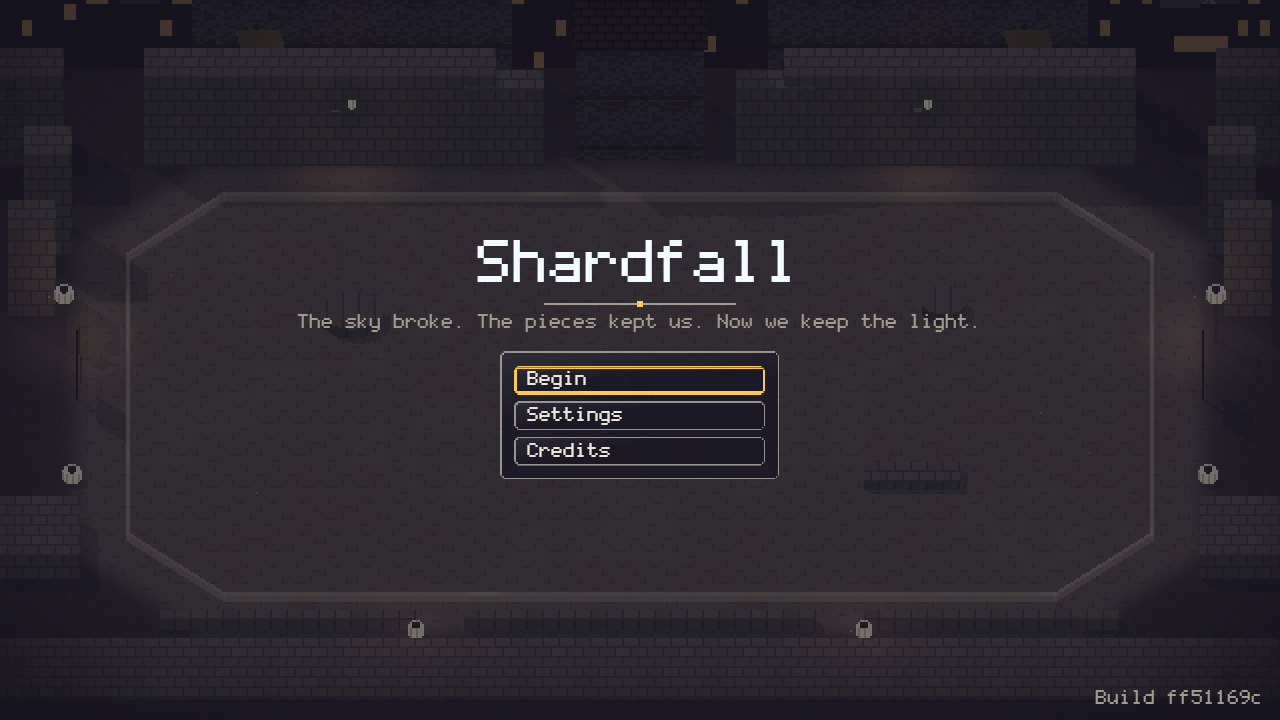 Shardfall
The sky broke. The pieces kept us. Now we keep the light.
Begin
Settings
Credits
Build ff51169c